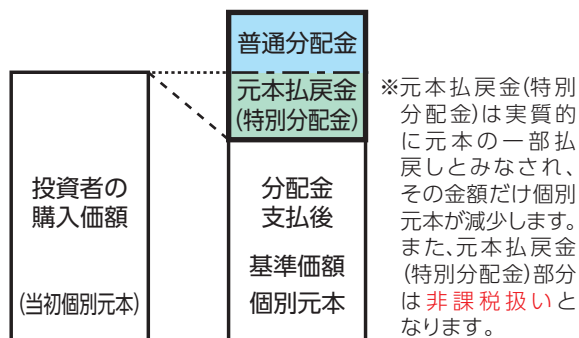 普通分配金
元本払戻金
(特別分配金)
投資者の
購入価額
(当初個別元本)
分配金
支払後
基準価額
個別元本
※元本払戻金(特別
分配金)は実質的
に元本の一部払
戻しとみなされ、
その金額だけ個別
元本が減少します。
また、元本払戻金
(特別分配金)部分
は非課税扱いと
なります。